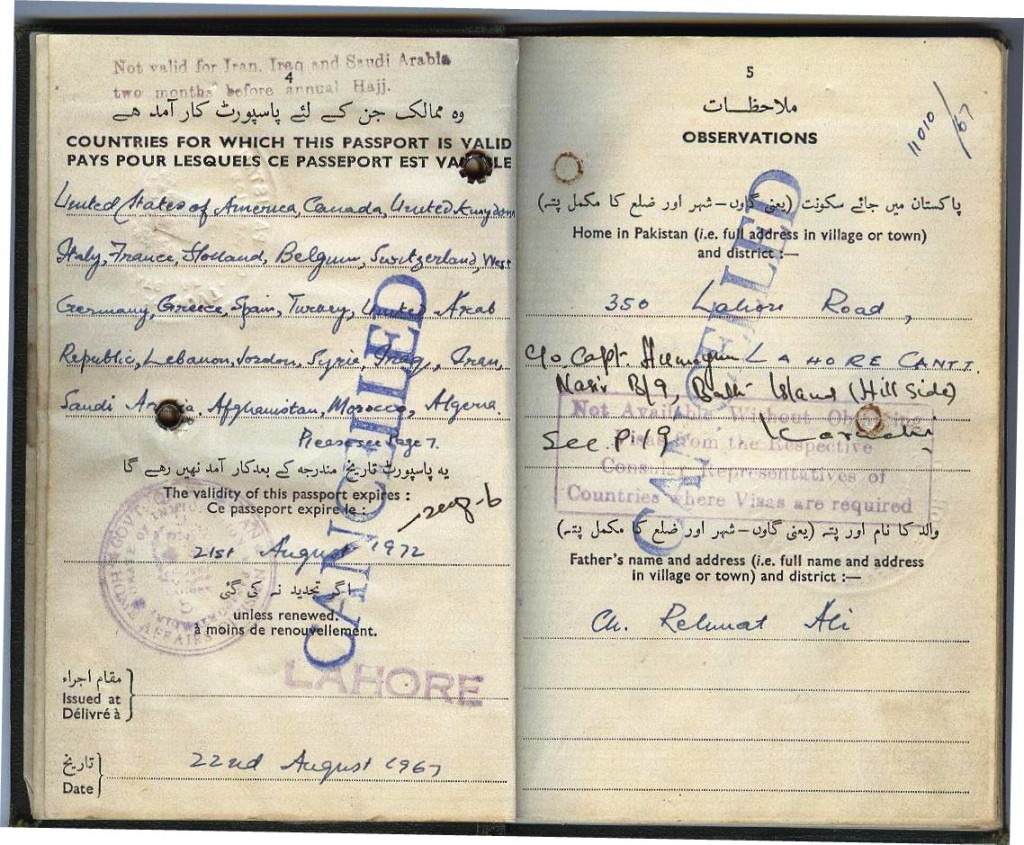 Not valid for Iran, Iraq and Saudi Arabia
4
two months before annual Hajj.
وہ ممالک جن کے لئے پاسپورٹ کار آمد ہے
COUNTRIES FOR WHICH THIS PASSPORT IS VALID
PAYS POUR LESQUELS CE PASSEPORT EST VALABLE
United States of America, Canada, United Kingdom
Italy, France, Holland, Belgium, Switzerland, West
Germany, Greece, Spain, Turkey, United Arab
Republic, Lebanon, Jordon, Syria, Iraq, Iran,
Saudi Arabia, Afghanistan, Morocco, Algeria.
Please see page 7.
یہ پاسپورٹ تاریخ مندرجہ کے بعد کار آمد نہیں رہے گا
The validity of this passport expires :
Ce passeport expire le :
21st August 1972
اگر تجدید نہ کی گئی
unless renewed.
à moins de renouvellement.
CANCELLED
HOME AFFAIRS
LAHORE
مقام اجراء
Issued at
Délivré à
تاریخ
Date
22nd August 1967
5
ملاحظات
OBSERVATIONS
11010/67
پاکستان میں جائے سکونت (یعنی گاوں-شہر اور ضلع کا مکمل پتہ)
Home in Pakistan (i.e. full address in village or town)
and district :—
350 Lahore Road,
LAHORE CANTT.
C/o. Capt. Humayun
Nasir B/9, Bath Island (Hill Side)
Karachi
See P-19
Not Available Without Obtaining
Visas from the Respective
Consular Representatives of
Countries where Visas are required
CANCELLED
والد کا نام اور پتہ (یعنی گاوں-شہر اور ضلع کا مکمل پتہ)
Father's name and address (i.e. full name and address
in village or town) and district :—
Ch. Rehmat Ali